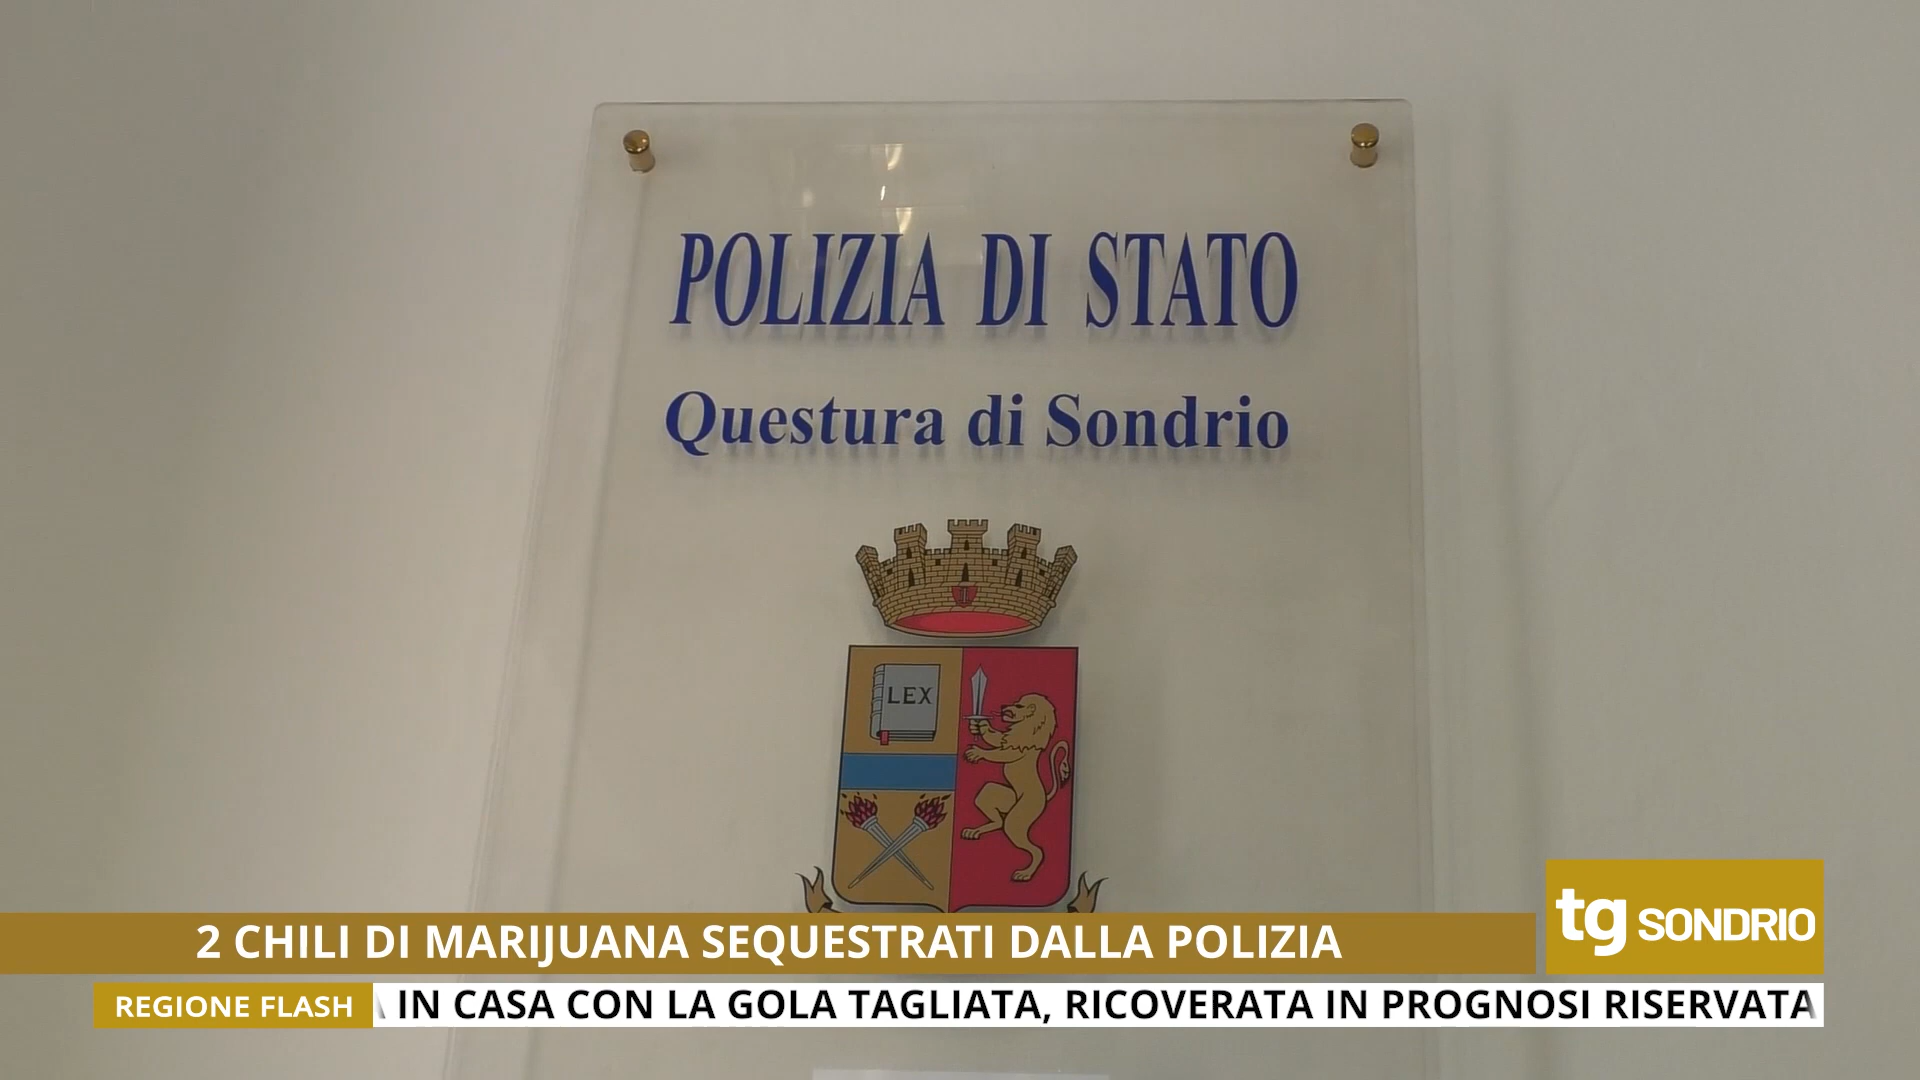 POLIZIA DI STATO
Questura di Sondrio
LEX
2 CHILI DI MARIJUANA SEQUESTRATI DALLA POLIZIA
tg SONDRIO
REGIONE FLASH
IN CASA CON LA GOLA TAGLIATA, RICOVERATA IN PROGNOSI RISERVATA